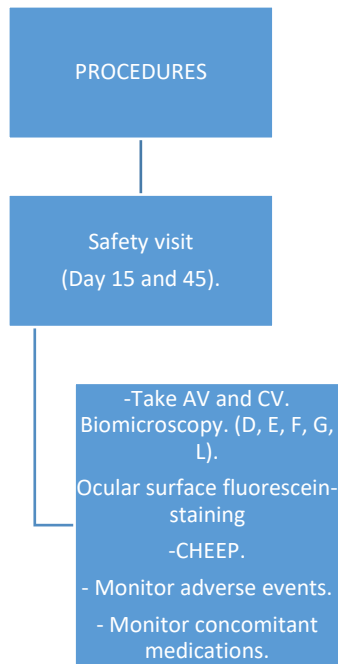 PROCEDURES
Safety visit
(Day 15 and 45).
-Take AV and CV.
Biomicroscopy. (D, E, F, G,
L).
Ocular surface fluorescein-
staining
-CHEEP.
- Monitor adverse events.
- Monitor concomitant
medications.